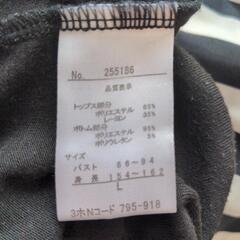 No. 255186
品質表示
トップス部分
ポリエステル 65%
レーヨン 35%
ボトム部分
ポリエステル 95%
ポリウレタン 5%
サイズ
バスト 86~94
身長 154~162
L
3ホNコード 795-918